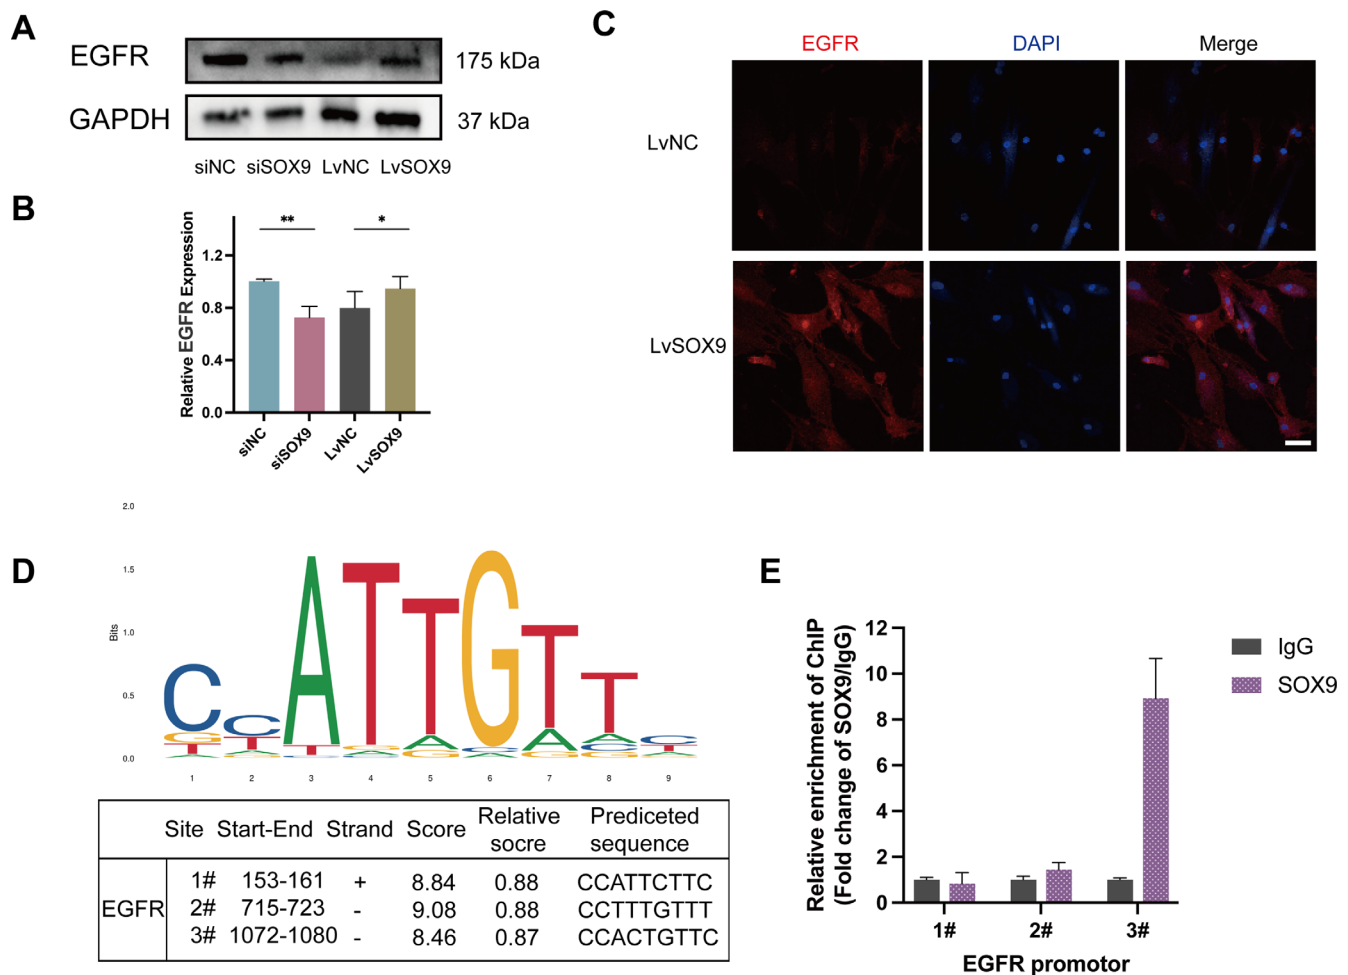 A
EGFR
175 kDa
GAPDH
37 kDa
siNC siSOX9 LvNC LvSOX9
B
Relative EGFR Expression
1.2
0.8
0.4
0.0
** *
siNC siSOX9 LvNC LvSOX9
C
EGFR DAPI Merge
LvNC
LvSOX9
D
Bits
2.0
1.5
1.0
0.5
0.0
C C A T T G T T C
G T T G A C A A T
T A C A G A G C A
A G G G
1 2 3 4 5 6 7 8 9
Site Start-End Strand Score Relative socre Prediceted sequence
EGFR
1# 153-161 + 8.84 0.88 CCATTCTTC
2# 715-723 - 9.08 0.88 CCTTTGTTT
3# 1072-1080 - 8.46 0.87 CCACTGTTC
E
Relative enrichment of ChIP
(Fold change of SOX9/IgG)
12
10
8
6
4
2
0
1# 2# 3#
EGFR promotor
IgG
SOX9